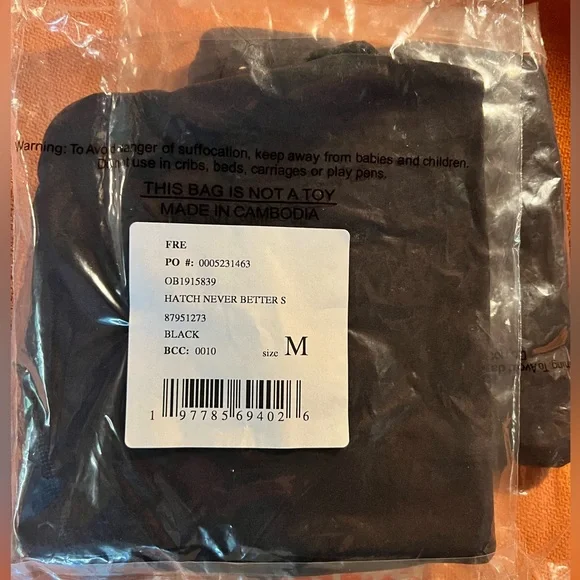 Warning: To Avoid danger of suffocation, keep away from babies and children.
Do not use in cribs, beds, carriages or play pens.
THIS BAG IS NOT A TOY
MADE IN CAMBODIA
FRE
PO #: 0005231463
OB1915839
HATCH NEVER BETTER S
87951273
BLACK
BCC: 0010 size M
1 97785 69402 6